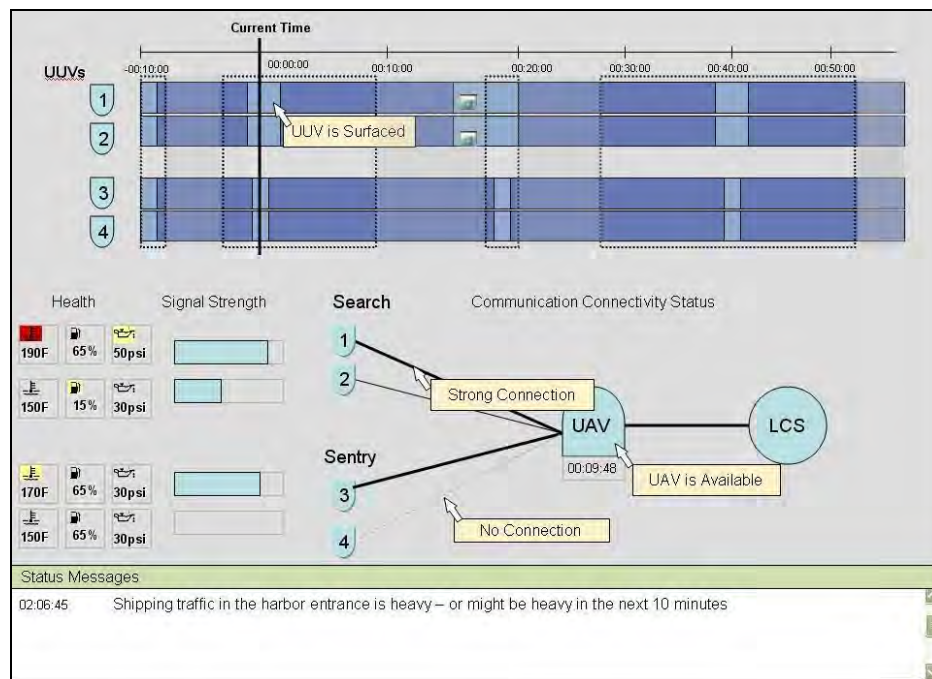 Current Time
UUVs
-00:10:00 00:00:00 00:10:00 00:20:00 00:30:00 00:40:00 00:50:00
1
UUV is Surfaced
2
3
4
Health Signal Strength Search Communication Connectivity Status
190F 65% 50psi
1
2
150F 15% 30psi
Strong Connection
UAV LCS
Sentry
00:09:48
UAV is Available
170F 65% 30psi
3
No Connection
150F 65% 30psi
4
Status Messages
02:06:45 Shipping traffic in the harbor entrance is heavy – or might be heavy in the next 10 minutes